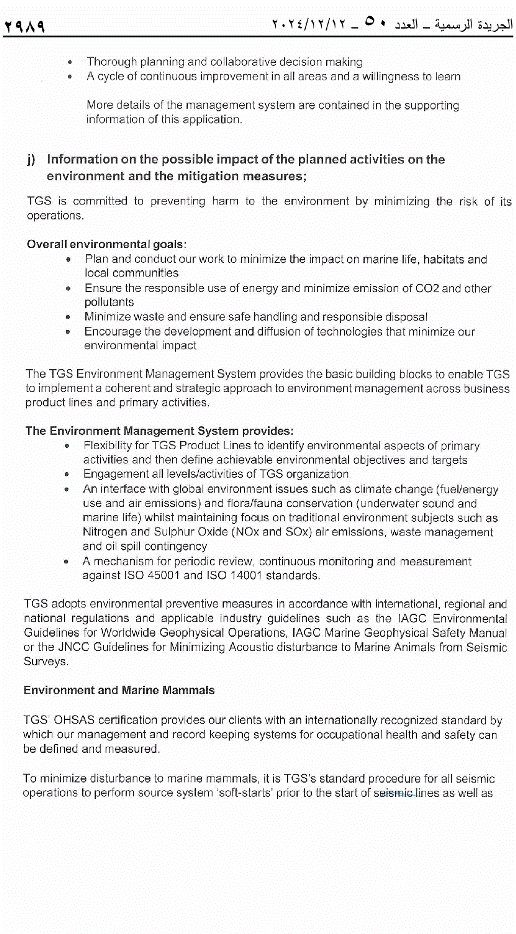 الجريدة الرسمية ــ العدد ٥٠ ــ ٢٠٢٤/١٢/١٢
٢٩٨٩
• Thorough planning and collaborative decision making
• A cycle of continuous improvement in all areas and a willingness to learn
More details of the management system are contained in the supporting
information of this application.
j) Information on the possible impact of the planned activities on the
environment and the mitigation measures;
TGS is committed to preventing harm to the environment by minimizing the risk of its
operations.
Overall environmental goals:
• Plan and conduct our work to minimize the impact on marine life, habitats and
local communities
• Ensure the responsible use of energy and minimize emission of CO2 and other
pollutants
• Minimize waste and ensure safe handling and responsible disposal
• Encourage the development and diffusion of technologies that minimize our
environmental impact
The TGS Environment Management System provides the basic building blocks to enable TGS
to implement a coherent and strategic approach to environment management across business
product lines and primary activities.
The Environment Management System provides:
• Flexibility for TGS Product Lines to identify environmental aspects of primary
activities and then define achievable environmental objectives and targets
• Engagement all levels/activities of TGS organization
• An interface with global environment issues such as climate change (fuel/energy
use and air emissions) and flora/fauna conservation (underwater sound and
marine life) whilst maintaining focus on traditional environment subjects such as
Nitrogen and Sulphur Oxide (NOx and SOx) air emissions, waste management
and oil spill contingency
• A mechanism for periodic review, continuous monitoring and measurement
against ISO 45001 and ISO 14001 standards.
TGS adopts environmental preventive measures in accordance with international, regional and
national regulations and applicable industry guidelines such as the IAGC Environmental
Guidelines for Worldwide Geophysical Operations, IAGC Marine Geophysical Safety Manual
or the JNCC Guidelines for Minimizing Acoustic disturbance to Marine Animals from Seismic
Surveys.
Environment and Marine Mammals
TGS' OHSAS certification provides our clients with an internationally recognized standard by
which our management and record keeping systems for occupational health and safety can
be defined and measured.
To minimize disturbance to marine mammals, it is TGS's standard procedure for all seismic
operations to perform source system 'soft-starts' prior to the start of seismic lines as well as